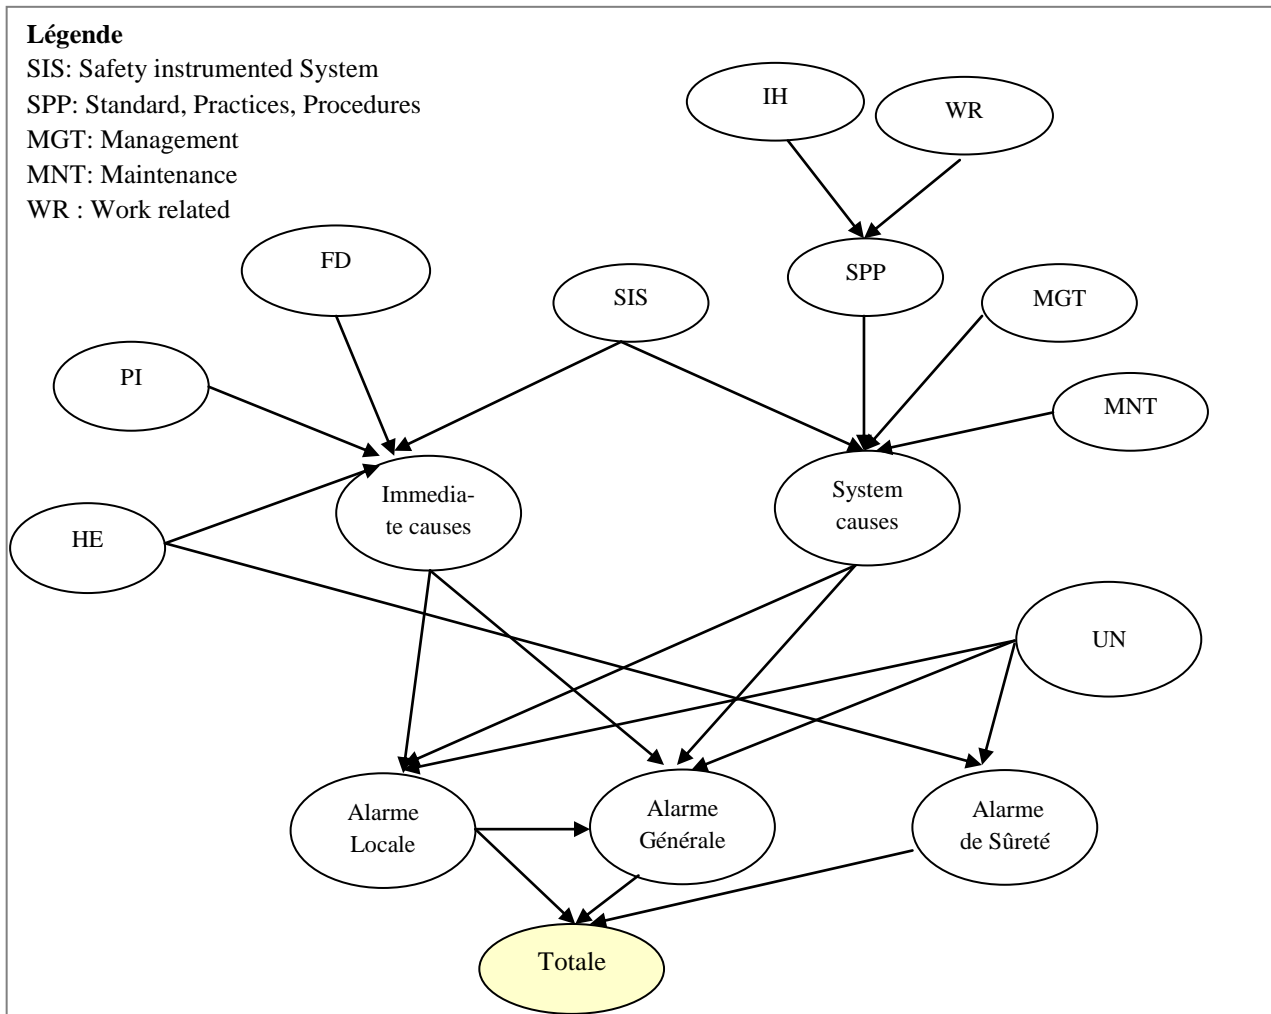 Légende
SIS: Safety instrumented System
SPP: Standard, Practices, Procedures
MGT: Management
MNT: Maintenance
WR : Work related
IH
WR
FD
SIS
SPP
MGT
PI
MNT
HE
Immedia-
te causes
System
causes
UN
Alarme
Locale
Alarme
Générale
Alarme
de Sûreté
Totale